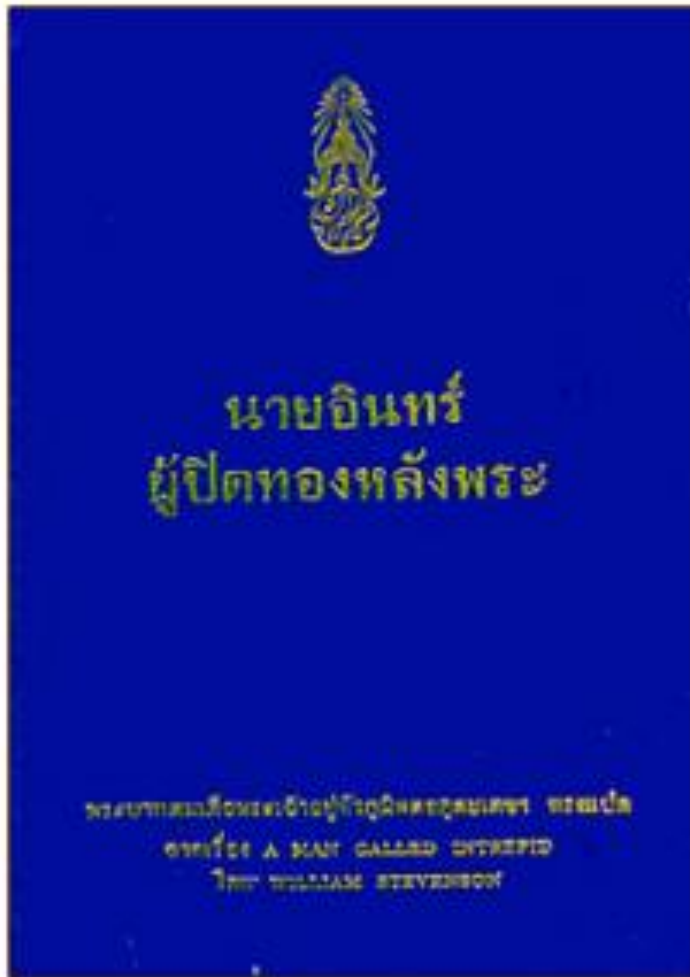 นายอินทร์
ผู้ปิดทองหลังพระ
พระบาทสมเด็จพระเจ้าอยู่หัวภูมิพลอดุลยเดชฯ ทรงแปล
จากเรื่อง A MAN CALLED INTREPID
โดย WILLIAM STEVENSON